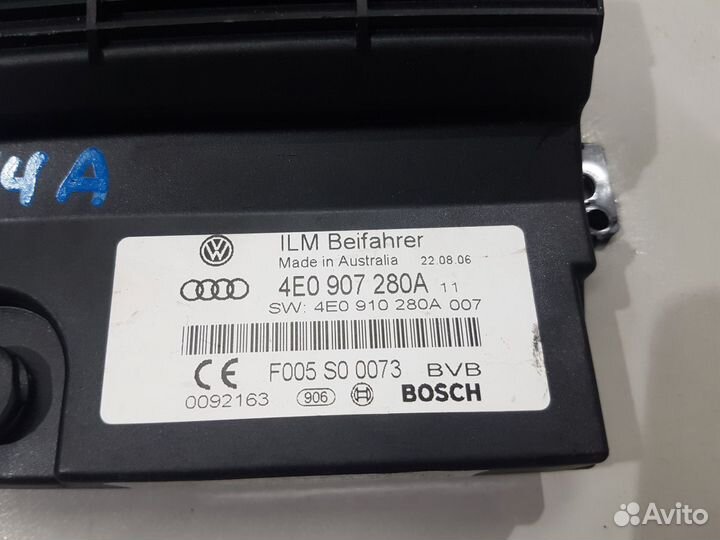 4A
ILM Beifahrer
Made in Australia 22.08.06
4E0 907 280A 11
SW: 4E0 910 280A 007
CE F005 S0 0073 BVB
0092163 906 BOSCH
Avito